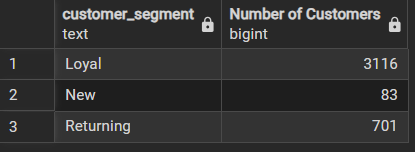 customer_segment Number of Customers
text bigint
1 Loyal 3116
2 New 83
3 Returning 701